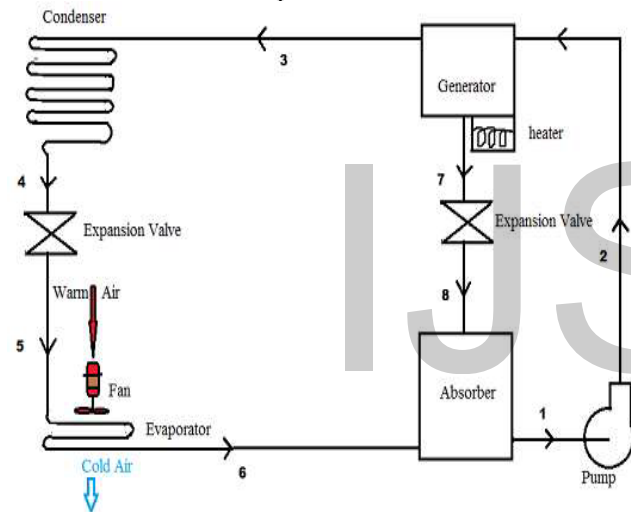 Condenser
3
Generator
heater
4
7
Expansion Valve
Expansion Valve
2
Warm Air
8
5
Fan
Absorber
Evaporator
1
Cold Air
6
Pump
IJS